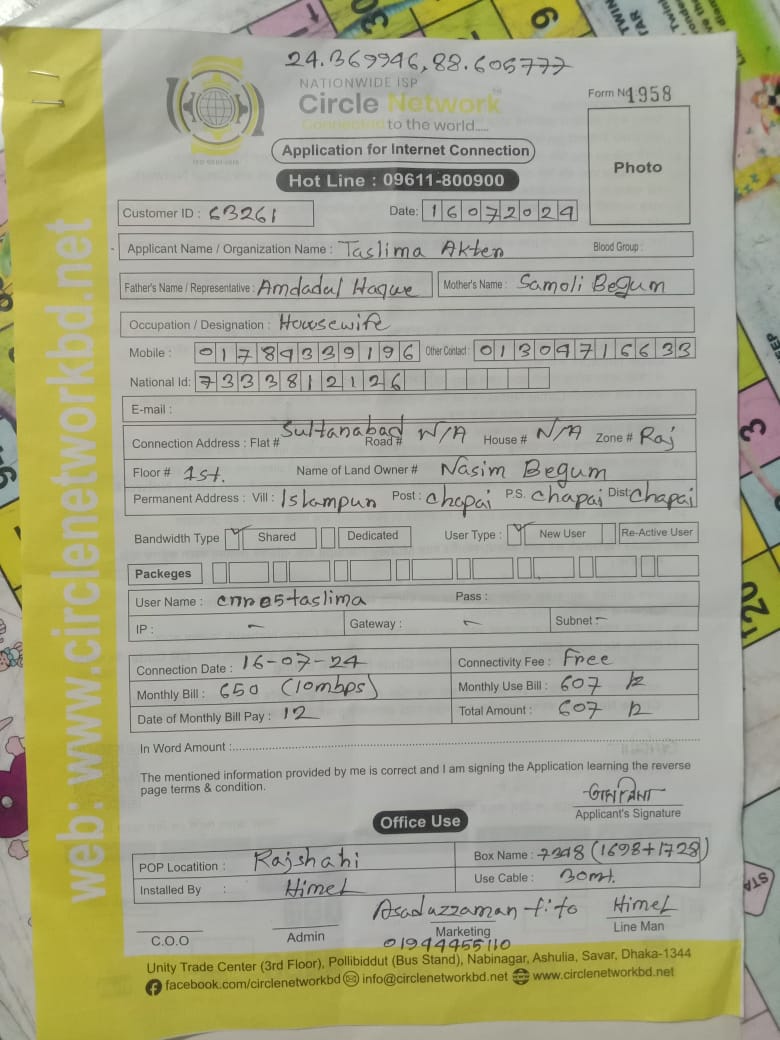 24.369946, 88.605777
NATIONWIDE ISP
Circle Network
Connected to the world.....
Form No 1958
Application for Internet Connection
Photo
Hot Line : 09611-800900
Customer ID : 63261
Date: 16072024
Applicant Name / Organization Name : Taslima Akter
Blood Group :
Father's Name / Representative : Amdadul Haque
Mother's Name : Samoli Begum
Occupation / Designation : Housewife
Mobile : 01784339196 Other Contact : 01304716633
National Id: 7333812126
E-mail :
Connection Address : Flat # Sultanabad Road # N/A House # N/A Zone # Raj
Floor # 1st. Name of Land Owner # Nasim Begum
Permanent Address : Vill : Islampur Post : Chapai P.S. Chapai Dist: Chapai
Bandwidth Type Shared Dedicated User Type : New User Re-Active User
Packeges
User Name : cnr05taslima Pass :
IP : - Gateway : - Subnet -
Connection Date : 16-07-24 Connectivity Fee : Free
Monthly Bill : 650 (10mbps) Monthly Use Bill : 607
Date of Monthly Bill Pay : 12 Total Amount : 607
In Word Amount :
The mentioned information provided by me is correct and I am signing the Application learning the reverse
page terms & condition.
তাসলিমা
Applicant's Signature
Office Use
POP Locatition : Rajshahi
Box Name : 7348 (1698+1728)
Installed By : Himel
Use Cable : 30mt.
Asaduzzaman tito
Himel
C.O.O
Admin
Marketing
Line Man
01944455110
Unity Trade Center (3rd Floor), Pollibiddut (Bus Stand), Nabinagar, Ashulia, Savar, Dhaka-1344
facebook.com/circlenetworkbd info@circlenetworkbd.net www.circlenetworkbd.net
web: www.circlenetworkbd.net